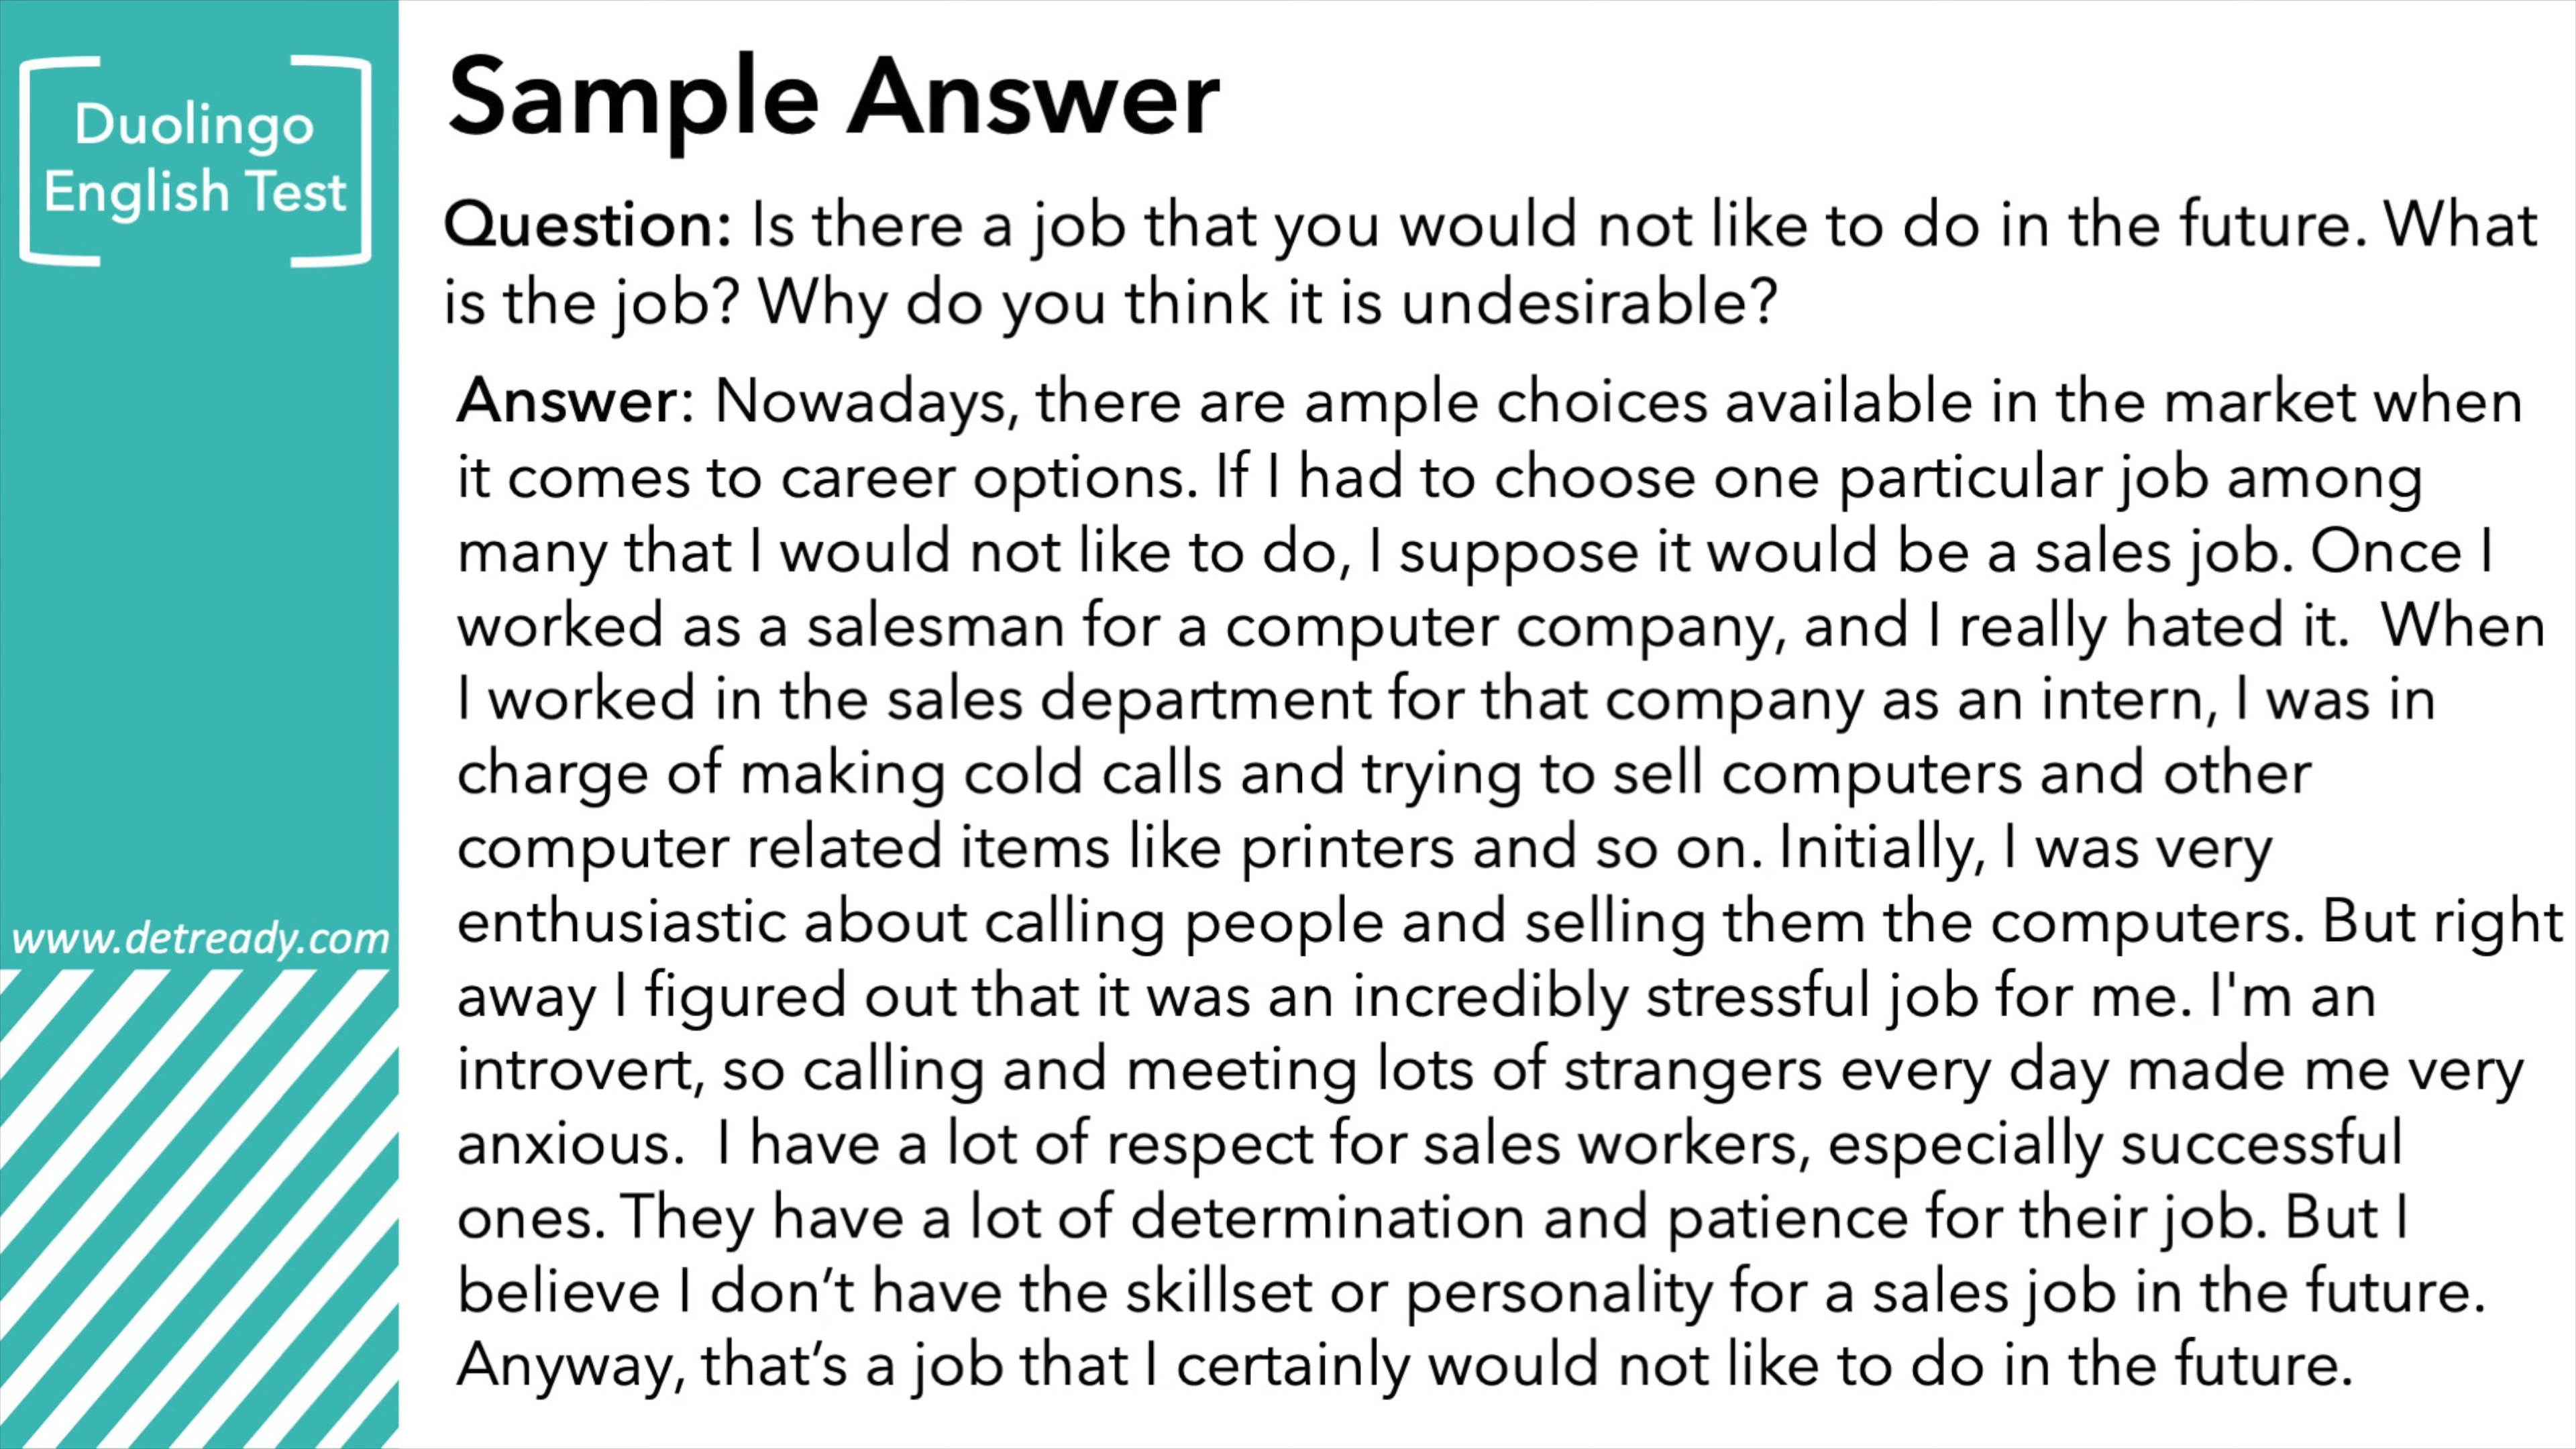 Duolingo
English Test
www.detready.com
Sample Answer
Question: Is there a job that you would not like to do in the future. What
is the job? Why do you think it is undesirable?
Answer: Nowadays, there are ample choices available in the market when
it comes to career options. If I had to choose one particular job among
many that I would not like to do, I suppose it would be a sales job. Once I
worked as a salesman for a computer company, and I really hated it.  When
I worked in the sales department for that company as an intern, I was in
charge of making cold calls and trying to sell computers and other
computer related items like printers and so on. Initially, I was very
enthusiastic about calling people and selling them the computers. But right
away I figured out that it was an incredibly stressful job for me. I'm an
introvert, so calling and meeting lots of strangers every day made me very
anxious.  I have a lot of respect for sales workers, especially successful
ones. They have a lot of determination and patience for their job. But I
believe I don’t have the skillset or personality for a sales job in the future.
Anyway, that’s a job that I certainly would not like to do in the future.